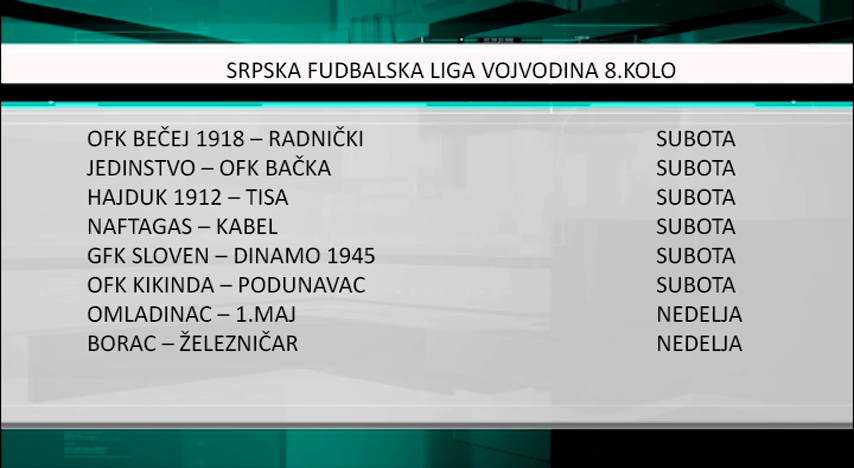 SRPSKA FUDBALSKA LIGA VOJVODINA 8.KOLO
OFK BEČEJ 1918 – RADNIČKI SUBOTA
JEDINSTVO – OFK BAČKA SUBOTA
HAJDUK 1912 – TISA SUBOTA
NAFTAGAS – KABEL SUBOTA
GFK SLOVEN – DINAMO 1945 SUBOTA
OFK KIKINDA – PODUNAVAC SUBOTA
OMLADINAC – 1.MAJ NEDELJA
BORAC – ŽELEZNIČAR NEDELJA